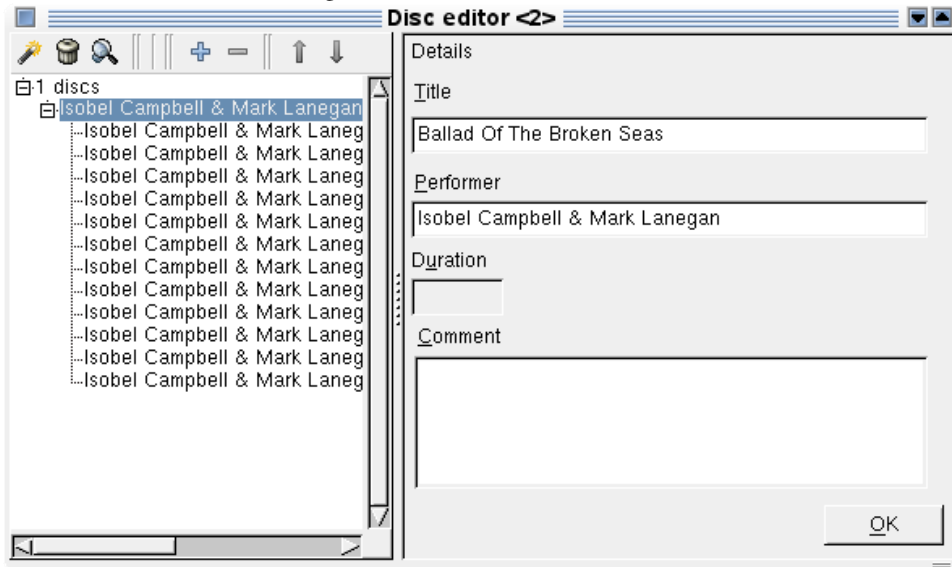 Disc editor <2>
Details
1 discs
Isobel Campbell & Mark Lanegan
Isobel Campbell & Mark Laneg
Isobel Campbell & Mark Laneg
Isobel Campbell & Mark Laneg
Isobel Campbell & Mark Laneg
Isobel Campbell & Mark Laneg
Isobel Campbell & Mark Laneg
Isobel Campbell & Mark Laneg
Isobel Campbell & Mark Laneg
Isobel Campbell & Mark Laneg
Isobel Campbell & Mark Laneg
Isobel Campbell & Mark Laneg
Isobel Campbell & Mark Laneg
Title
Ballad Of The Broken Seas
Performer
Isobel Campbell & Mark Lanegan
Duration
Comment
OK